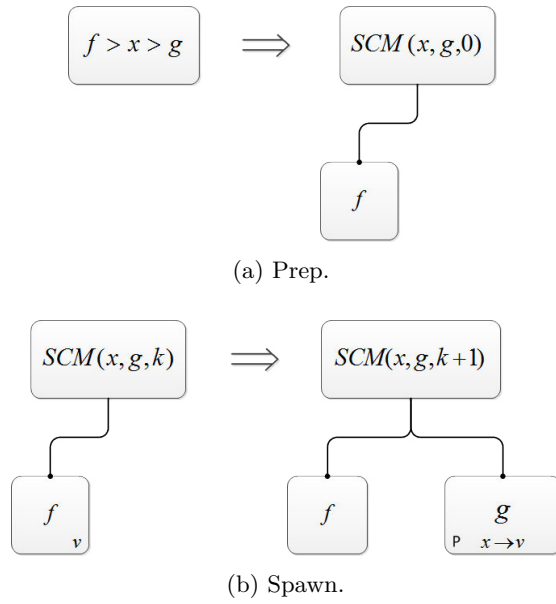 f > x > g ⇒ SCM(x, g,0)
f
(a) Prep.
SCM(x, g, k) ⇒ SCM(x, g, k+1)
f f g
v P x→v
(b) Spawn.